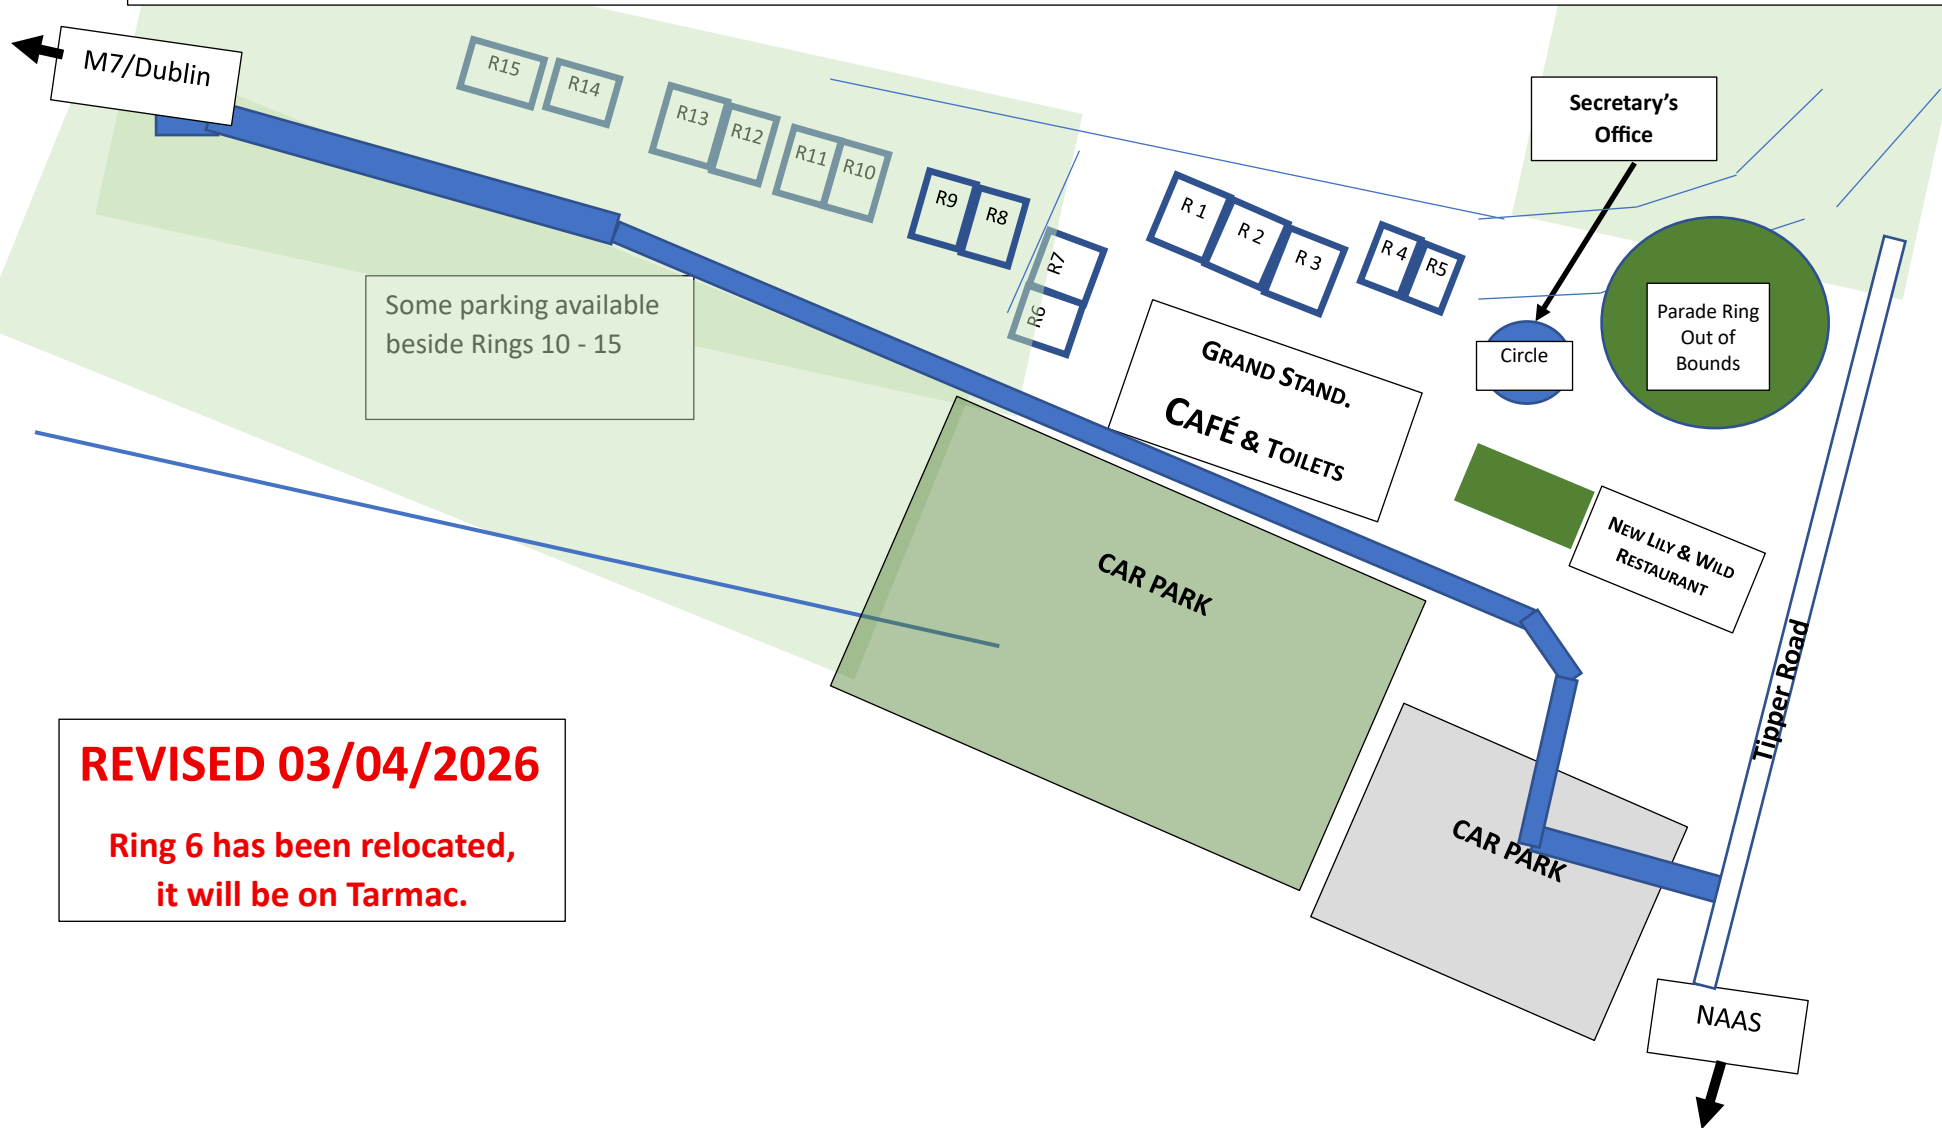 M7/Dublin
R15
R14
R13
R12
R11
R10
R9
R8
R7
R6
R 1
R 2
R 3
R 4
R5
Secretary’s
Office
Circle
Parade Ring
Out of
Bounds
Some parking available
beside Rings 10 - 15
GRAND STAND.
CAFÉ & TOILETS
NEW LILY & WILD
RESTAURANT
CAR PARK
CAR PARK
Tipper Road
NAAS
REVISED 03/04/2026
Ring 6 has been relocated,
it will be on Tarmac.